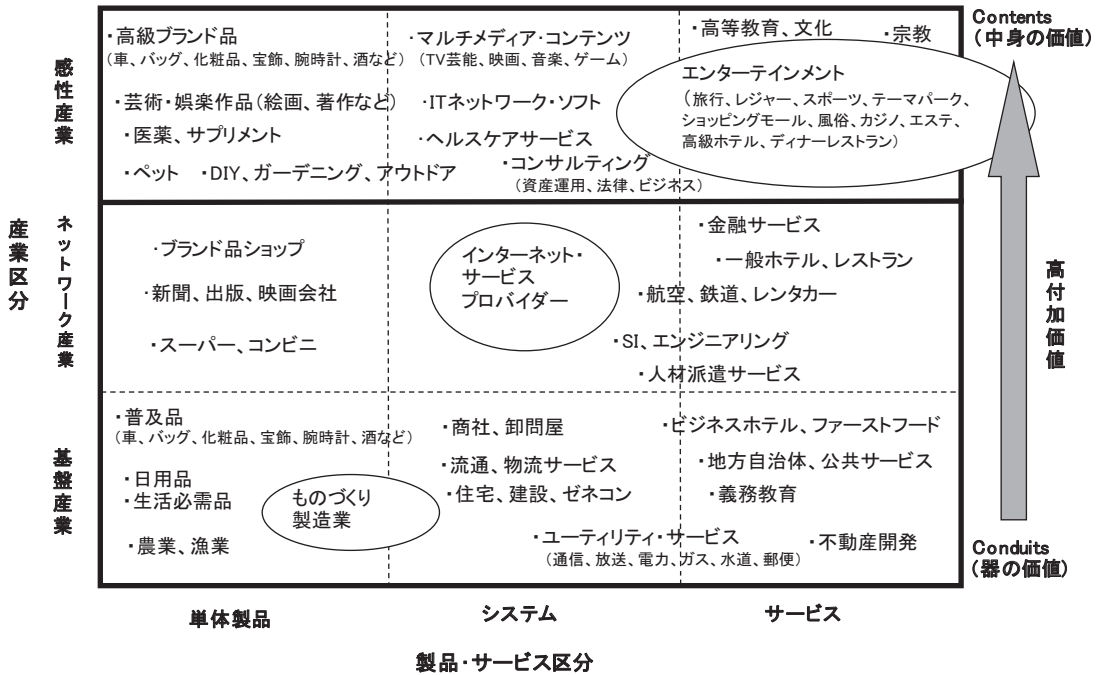 Contents
(中身の価値)
高付加価値
Conduits
(器の価値)
産業区分
感性産業
・高級ブランド品
(車、バッグ、化粧品、宝飾、腕時計、酒など)
・芸術・娯楽作品(絵画、著作など)
・医薬、サプリメント
・ペット ・DIY、ガーデニング、アウトドア
・マルチメディア・コンテンツ
(TV芸能、映画、音楽、ゲーム)
・ITネットワーク・ソフト
・ヘルスケアサービス
・コンサルティング
(資産運用、法律、ビジネス)
・高等教育、文化 ・宗教
エンターテインメント
(旅行、レジャー、スポーツ、テーマパーク、
ショッピングモール、風俗、カジノ、エステ、
高級ホテル、ディナーレストラン)
ネットワーク産業
・ブランド品ショップ
・新聞、出版、映画会社
・スーパー、コンビニ
インターネット・
サービス
プロバイダー
・金融サービス
・一般ホテル、レストラン
・航空、鉄道、レンタカー
・SI、エンジニアリング
・人材派遣サービス
基盤産業
・普及品
(車、バッグ、化粧品、宝飾、腕時計、酒など)
・日用品
・生活必需品
・農業、漁業
ものづくり
製造業
・商社、卸問屋
・流通、物流サービス
・住宅、建設、ゼネコン
・ユーティリティ・サービス
(通信、放送、電力、ガス、水道、郵便)
・ビジネスホテル、ファーストフード
・地方自治体、公共サービス
・義務教育
・不動産開発
単体製品
システム
サービス
製品・サービス区分